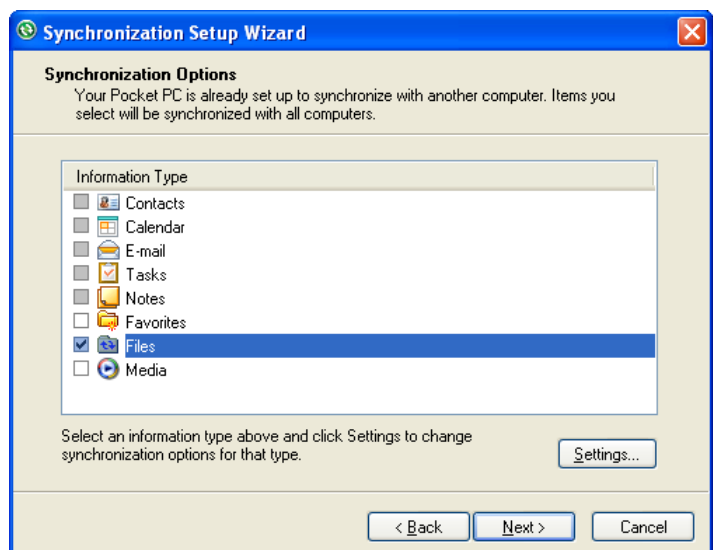 Synchronization Setup Wizard
Synchronization Options
Your Pocket PC is already set up to synchronize with another computer. Items you
select will be synchronized with all computers.
Information Type
Contacts
Calendar
E-mail
Tasks
Notes
Favorites
Files
Media
Select an information type above and click Settings to change
synchronization options for that type.
Settings...
< Back
Next >
Cancel